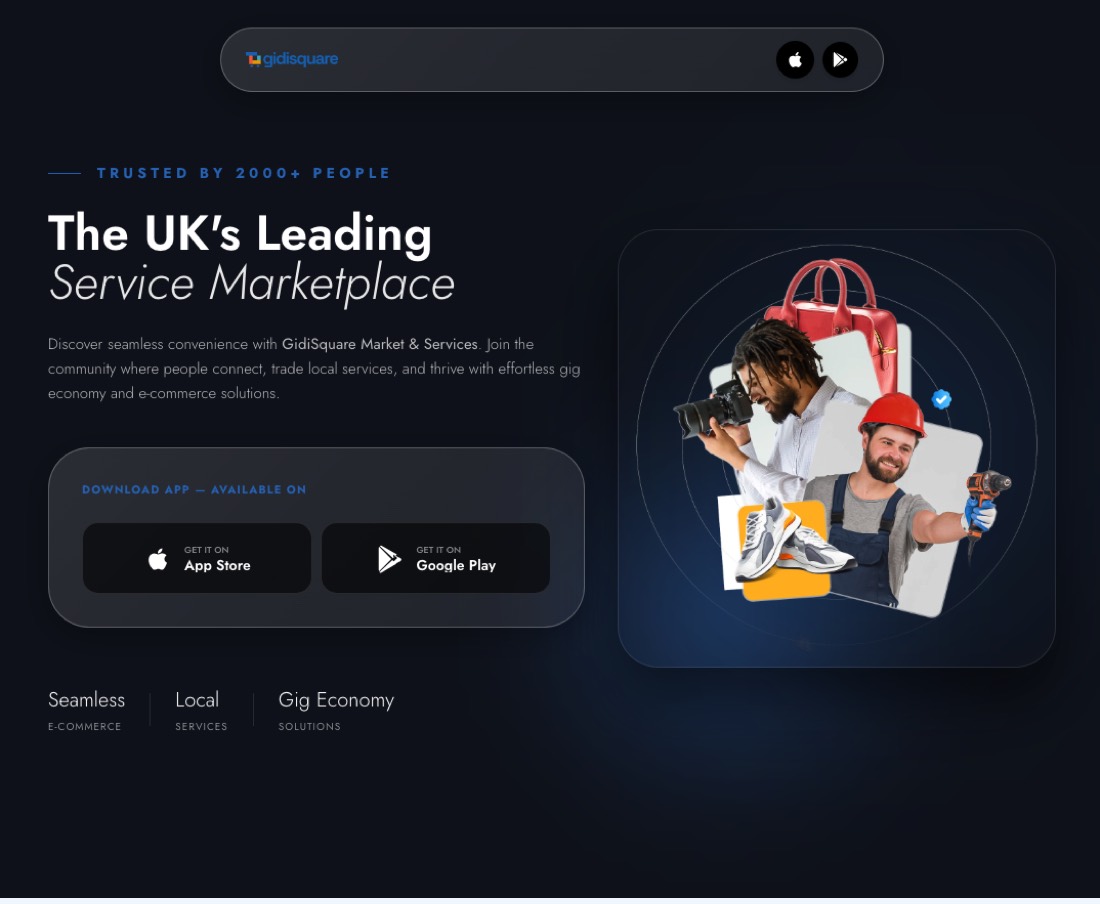 gidisquare
TRUSTED BY 2000+ PEOPLE
The UK's Leading
Service Marketplace
Discover seamless convenience with GidiSquare Market & Services. Join the
community where people connect, trade local services, and thrive with effortless gig
economy and e-commerce solutions.
DOWNLOAD APP — AVAILABLE ON
GET IT ON
App Store
GET IT ON
Google Play
Seamless
E-COMMERCE
Local
SERVICES
Gig Economy
SOLUTIONS